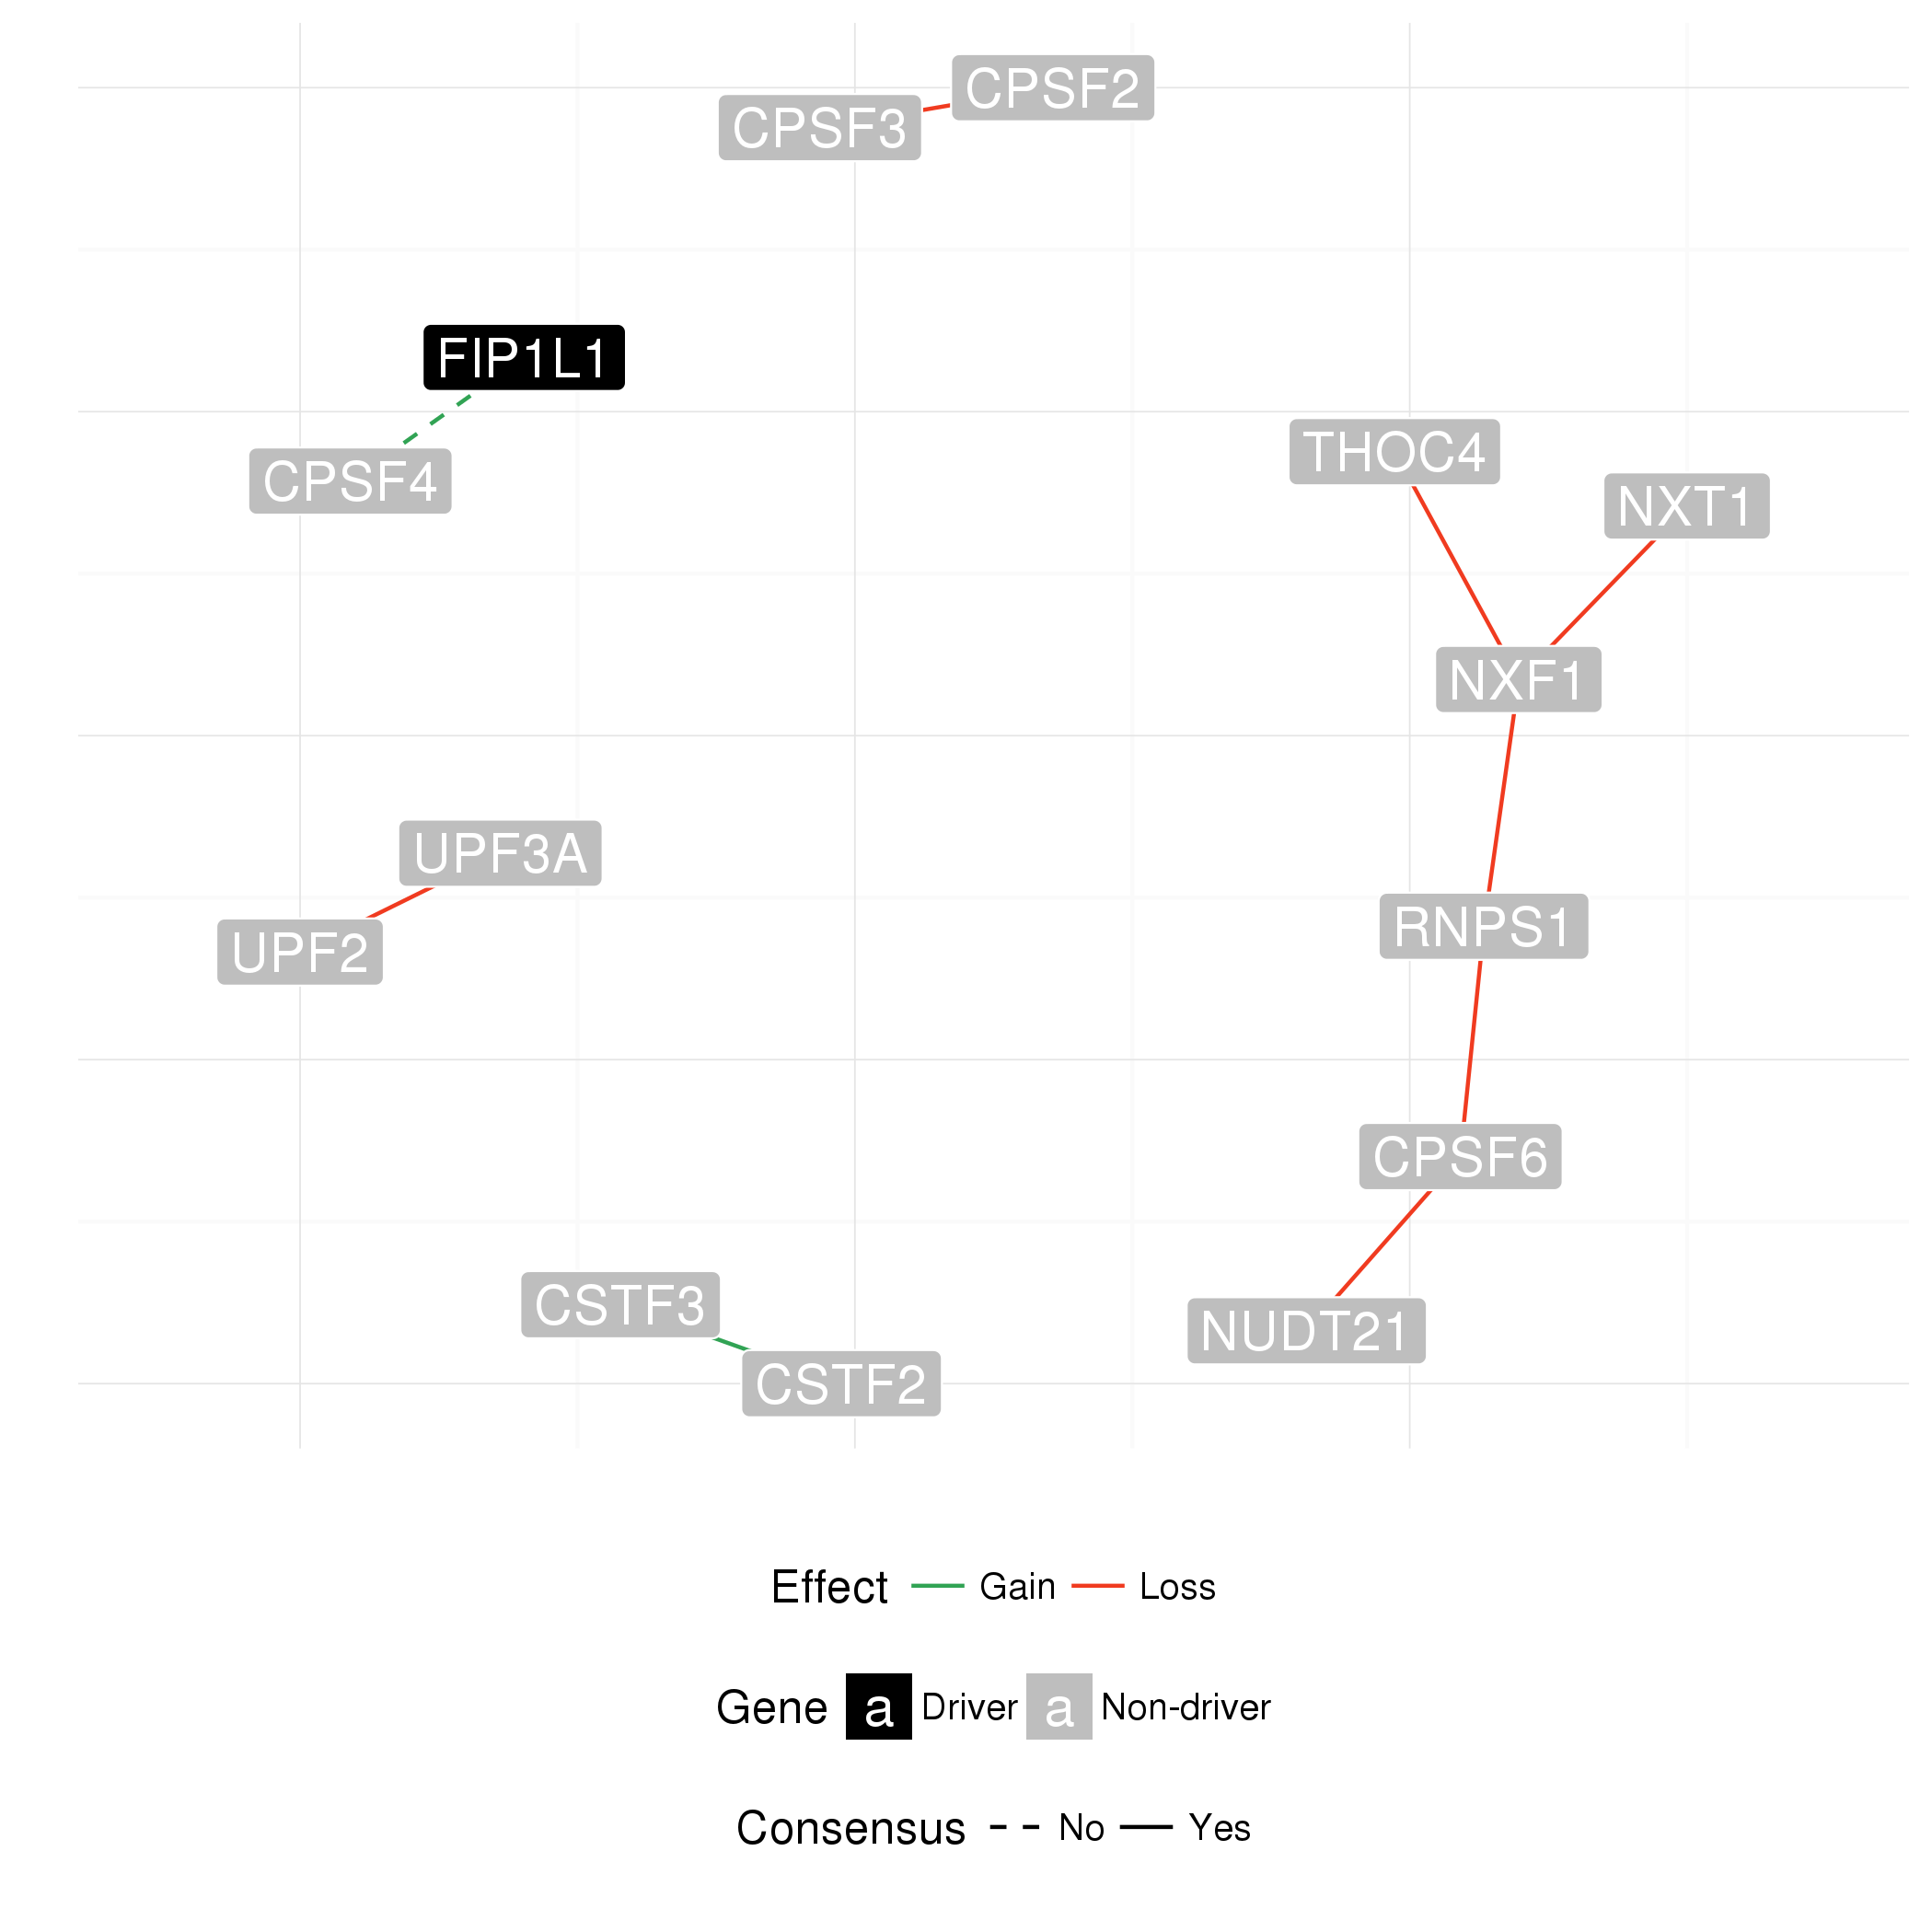 CPSF2
CPSF3
FIP1L1
THOC4
CPSF4
NXT1
NXF1
UPF3A
RNPS1
UPF2
CPSF6
CSTF3
NUDT21
CSTF2
Effect Gain Loss
Gene a Driver a Non-driver
Consensus No Yes